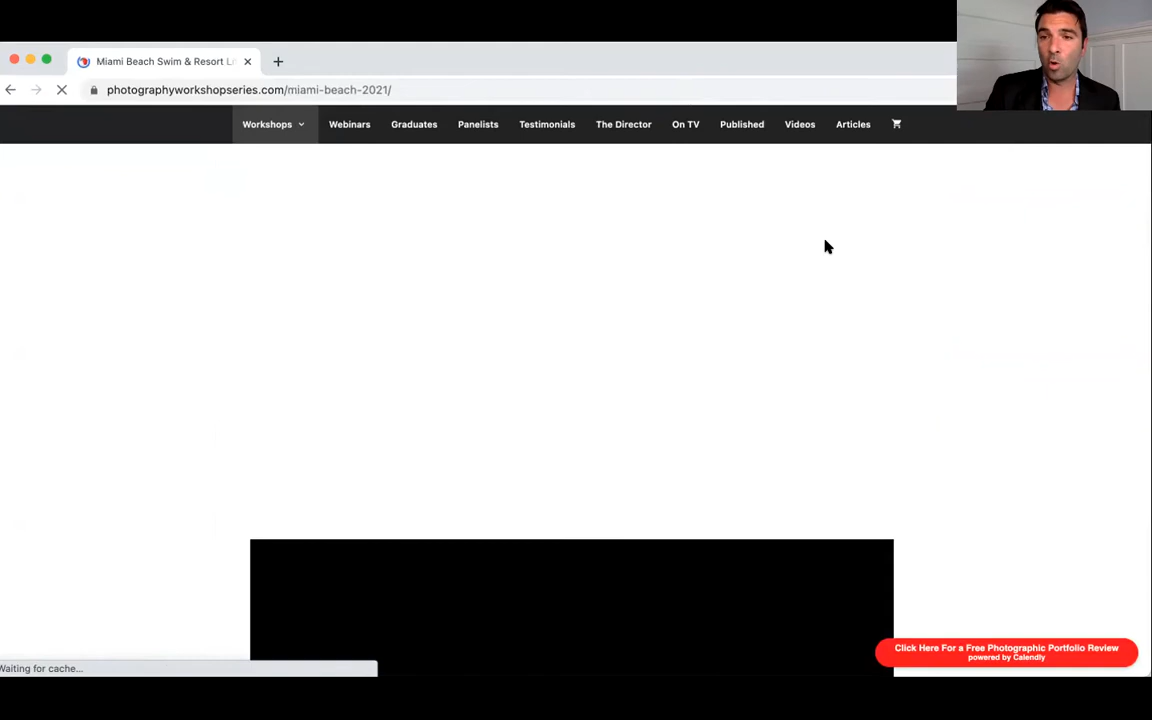 Miami Beach Swim & Resort L
photographyworkshopseries.com/miami-beach-2021/
Workshops Webinars Graduates Panelists Testimonials The Director On TV Published Videos Articles
Click Here For a Free Photographic Portfolio Review
powered by Calendly
Waiting for cache...